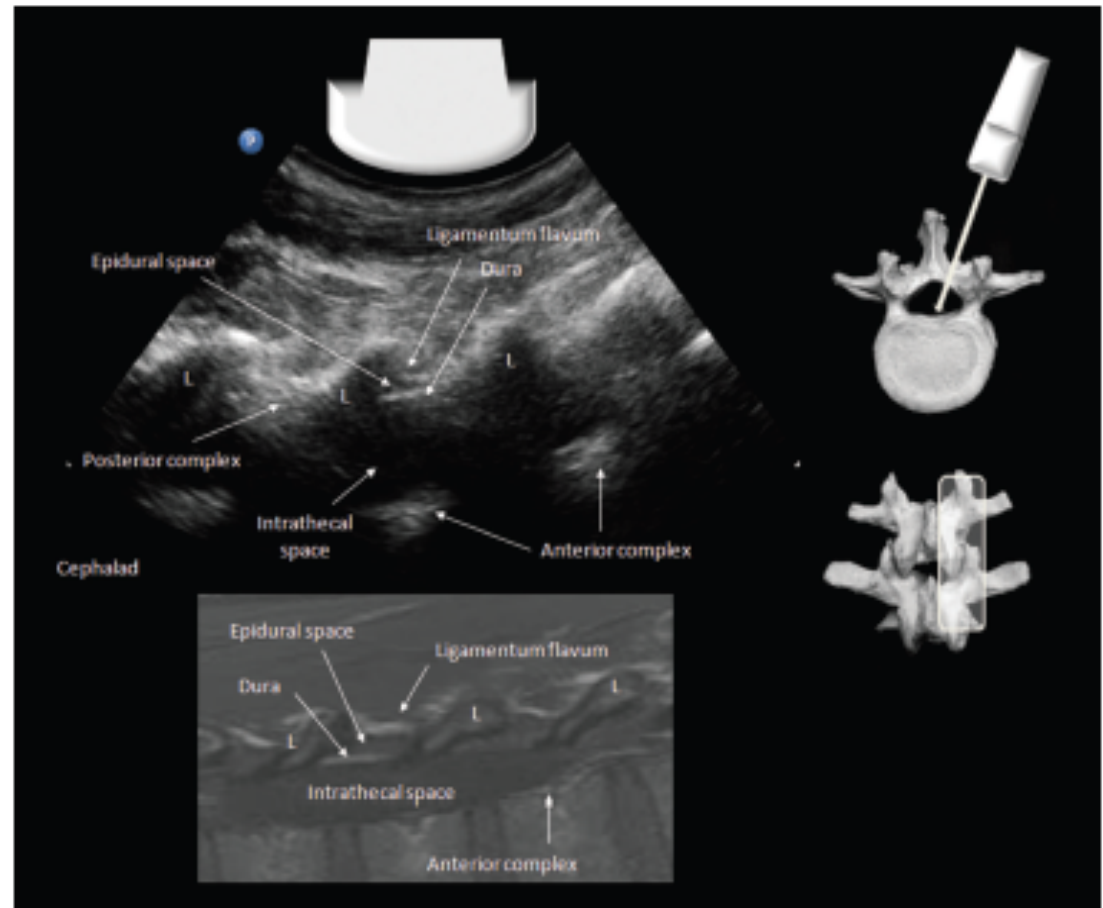 Ligamentum flavum
Epidural space
Dura
L
L
L
Posterior complex
Intrathecal
space
Anterior complex
Cephalad
Epidural space
Ligamentum flavum
Dura
L
L
L
Intrathecal space
Anterior complex